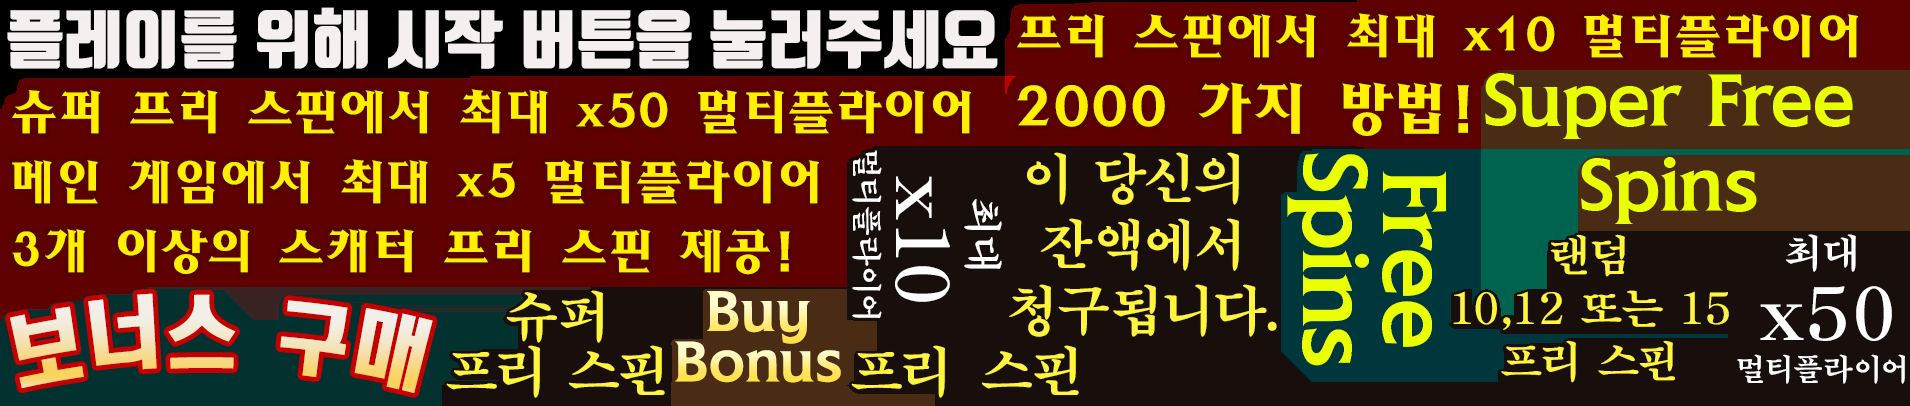 플레이를 위해 시작 버튼을 눌러주세요
프리 스핀에서 최대 x10 멀티플라이어
슈퍼 프리 스핀에서 최대 x50 멀티플라이어
2000 가지 방법!
Super Free
Spins
메인 게임에서 최대 x5 멀티플라이어
3개 이상의 스캐터 프리 스핀 제공!
최대
x10
멀티플라이어
이 당신의
잔액에서
청구됩니다.
Free
Spins
랜덤
10,12 또는 15
프리 스핀
최대
x50
멀티플라이어
보너스 구매
슈퍼
프리 스핀
Buy
Bonus
프리 스핀